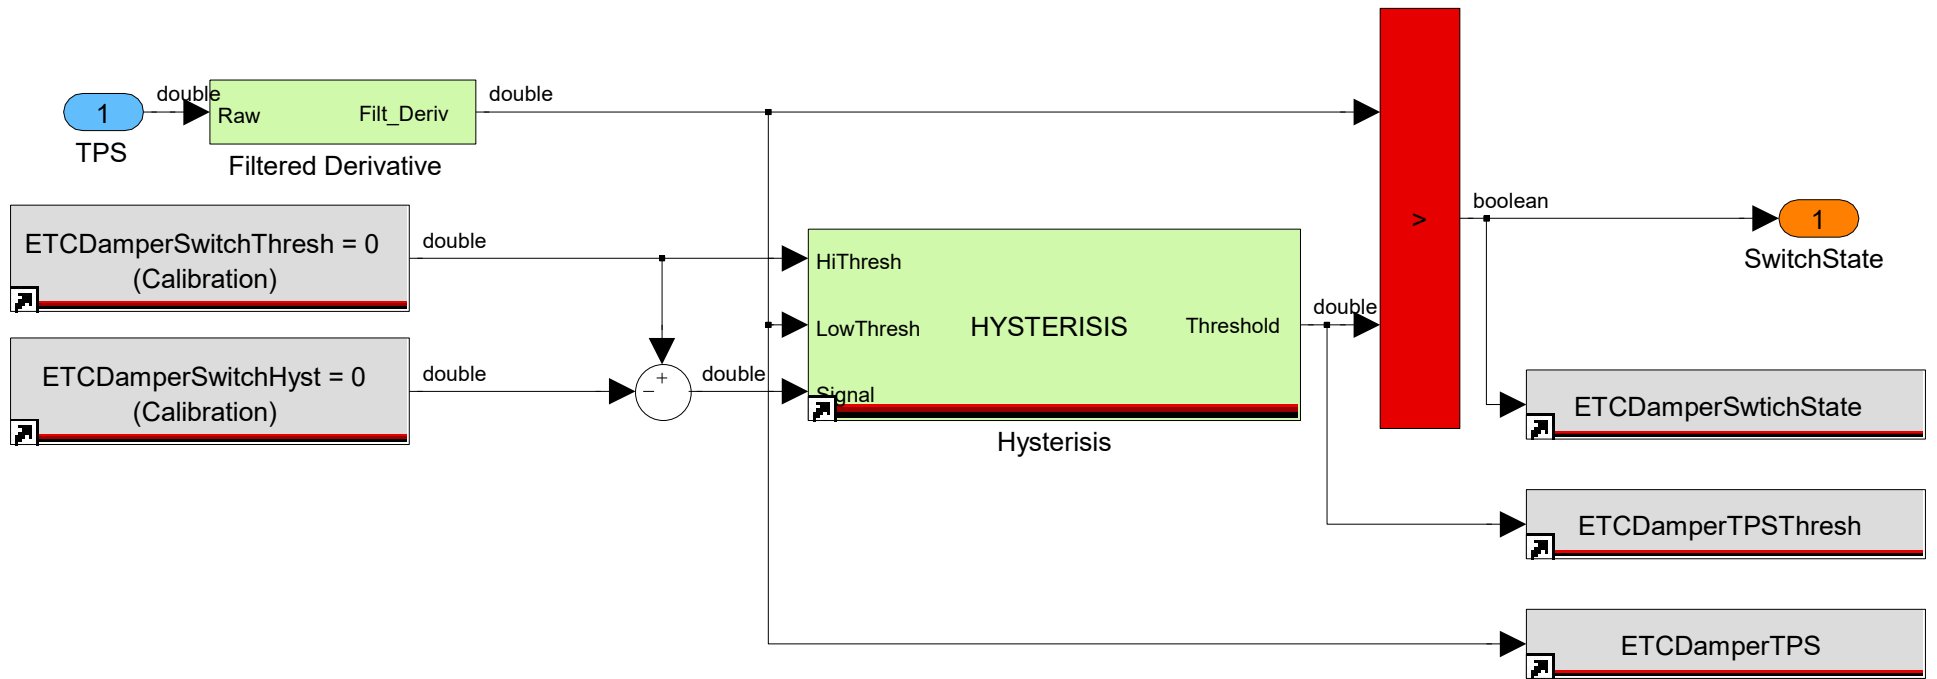 double
double
1
Raw
Filt_Deriv
TPS
Filtered Derivative
boolean
>
1
SwitchState
ETCDamperSwitchThresh = 0
(Calibration)
double
HiThresh
LowThresh
HYSTERISIS
Threshold
double
Signal
Hysterisis
ETCDamperSwitchHyst = 0
(Calibration)
double
+
−
double
ETCDamperSwtichState
ETCDamperTPSThresh
ETCDamperTPS